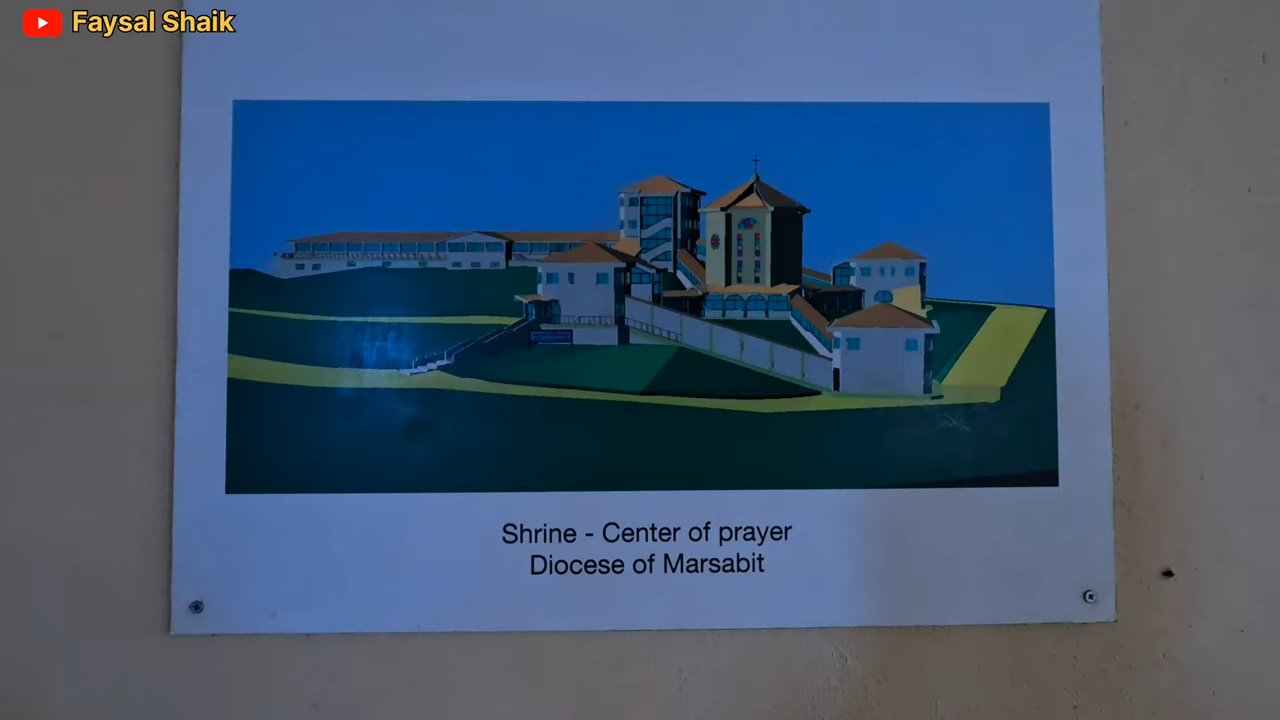 Faysal Shaik
Shrine - Center of prayer
Diocese of Marsabit